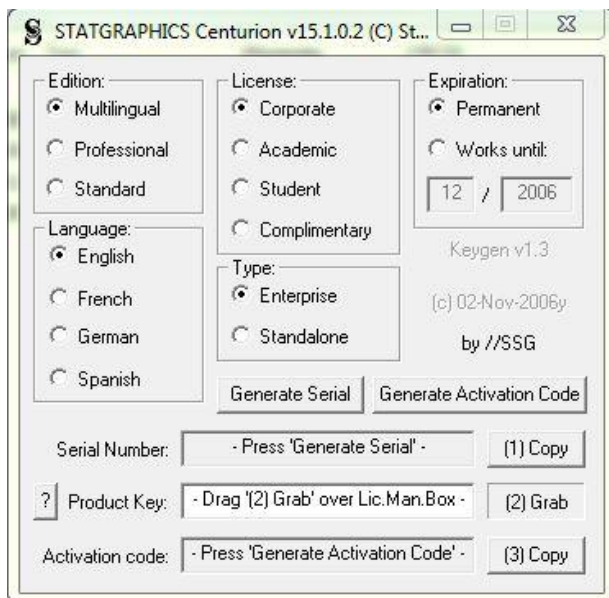 STATGRAPHICS Centurion v15.1.0.2 (C) St...
Edition:
Multilingual
Professional
Standard
Language:
English
French
German
Spanish
License:
Corporate
Academic
Student
Complimentary
Type:
Enterprise
Standalone
Expiration:
Permanent
Works until:
12 / 2006
Keygen v1.3
(c) 02-Nov-2006y
by //SSG
Generate Serial Generate Activation Code
Serial Number: - Press 'Generate Serial' - (1) Copy
? Product Key: - Drag '(2) Grab' over Lic.Man.Box - (2) Grab
Activation code: - Press 'Generate Activation Code' - (3) Copy